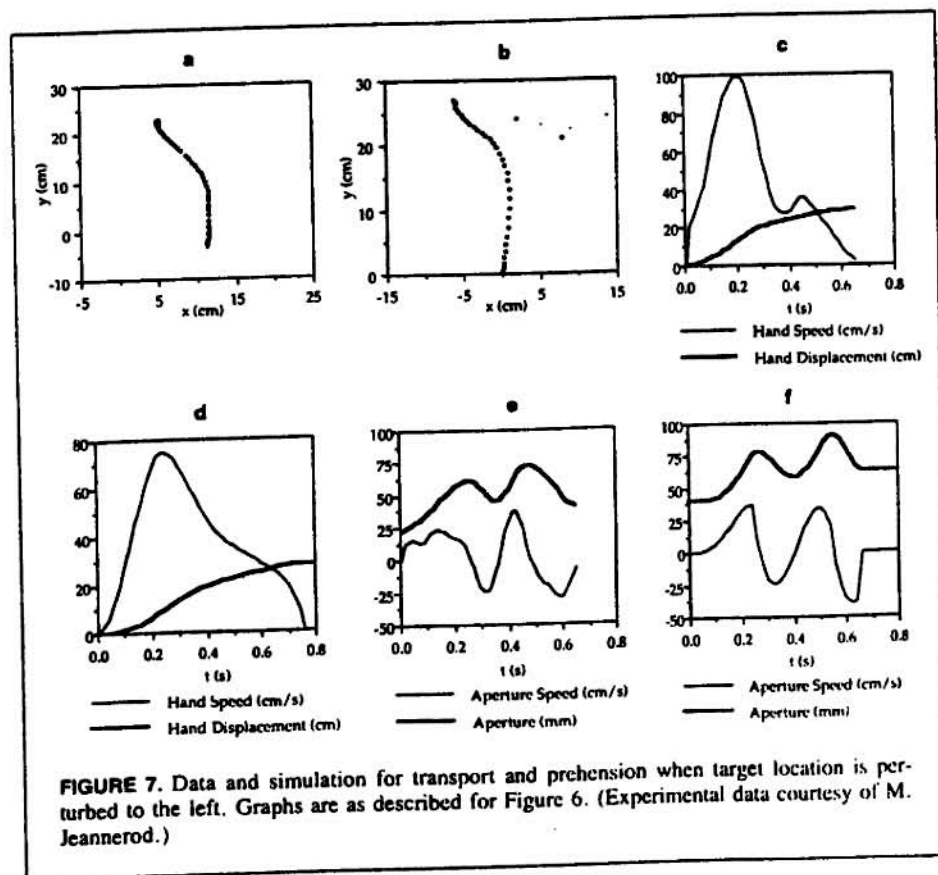 a
b
c
30
20
10
0
-10
y (cm)
-5
5
15
25
x (cm)
30
20
10
0
y (cm)
-15
-5
5
15
x (cm)
100
80
60
40
20
0
0.0
0.2
0.4
0.6
0.8
t (s)
Hand Speed (cm/s)
Hand Displacement (cm)
d
e
f
80
60
40
20
0
0.0
0.2
0.4
0.6
0.8
t (s)
Hand Speed (cm/s)
Hand Displacement (cm)
100
75
50
25
0
-25
-50
0.0
0.2
0.4
0.6
0.8
t (s)
Aperture Speed (cm/s)
Aperture (mm)
100
75
50
25
0
-25
-50
0.0
0.2
0.4
0.6
0.8
t (s)
Aperture Speed (cm/s)
Aperture (mm)
FIGURE 7. Data and simulation for transport and prehension when target location is per-
turbed to the left. Graphs are as described for Figure 6. (Experimental data courtesy of M.
Jeannerod.)